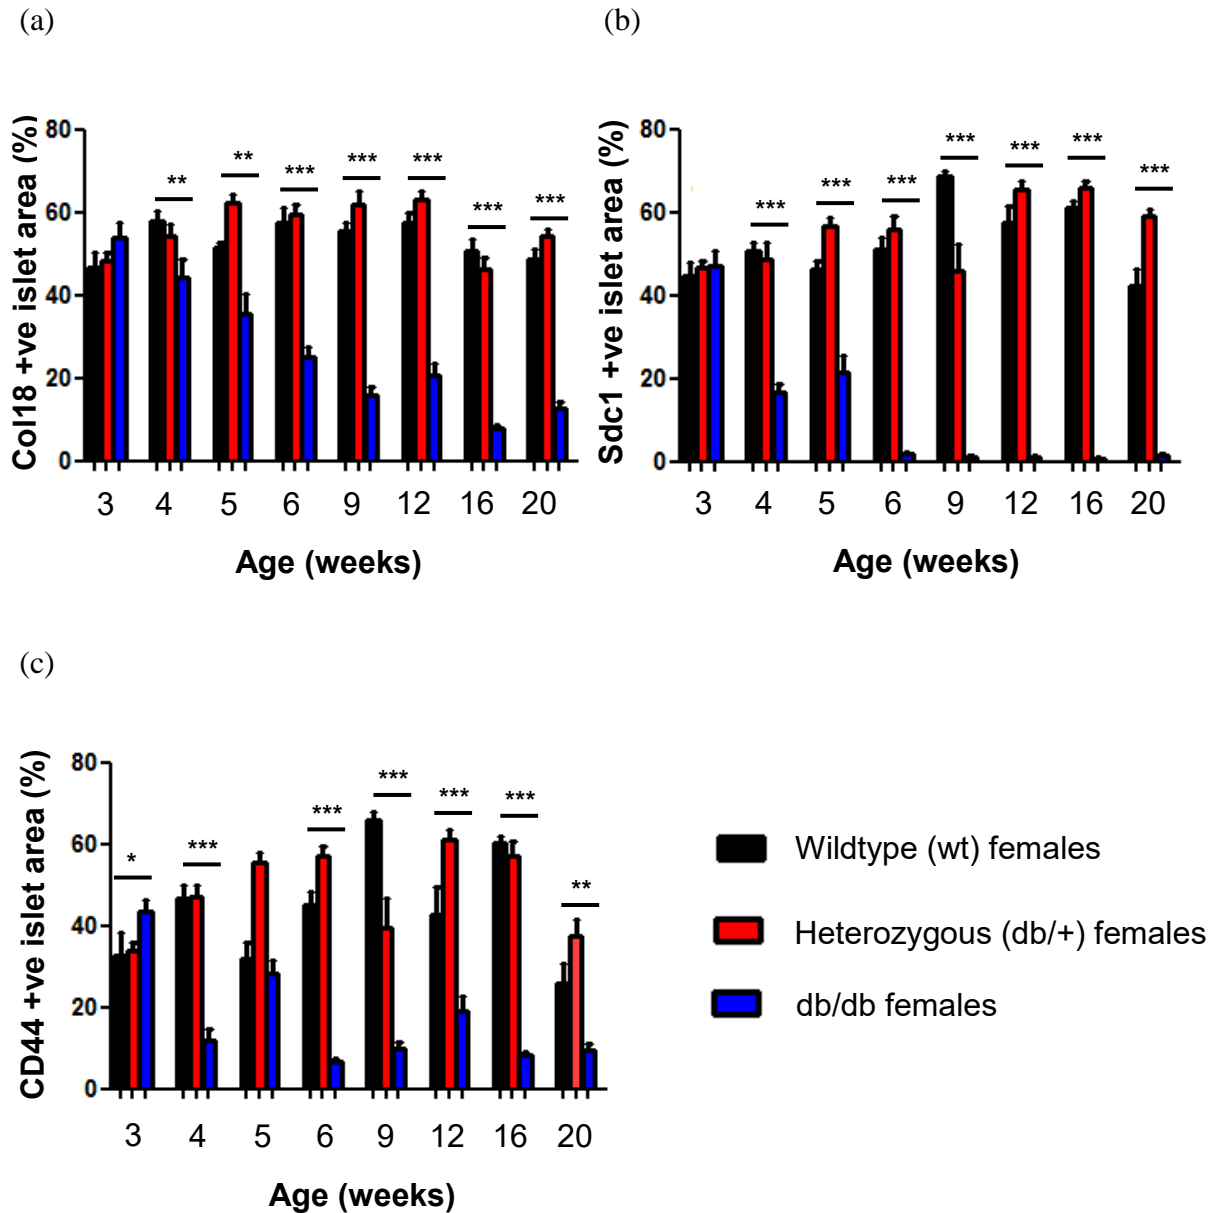 (a)
Col18 +ve islet area (%)
80
60
40
20
0
** ** *** *** *** *** ***
3 4 5 6 9 12 16 20
Age (weeks)
(b)
Sdc1 +ve islet area (%)
80
60
40
20
0
*** *** *** *** *** *** ***
3 4 5 6 9 12 16 20
Age (weeks)
(c)
CD44 +ve islet area (%)
80
60
40
20
0
* *** *** *** *** *** **
3 4 5 6 9 12 16 20
Age (weeks)
Wildtype (wt) females
Heterozygous (db/+) females
db/db females